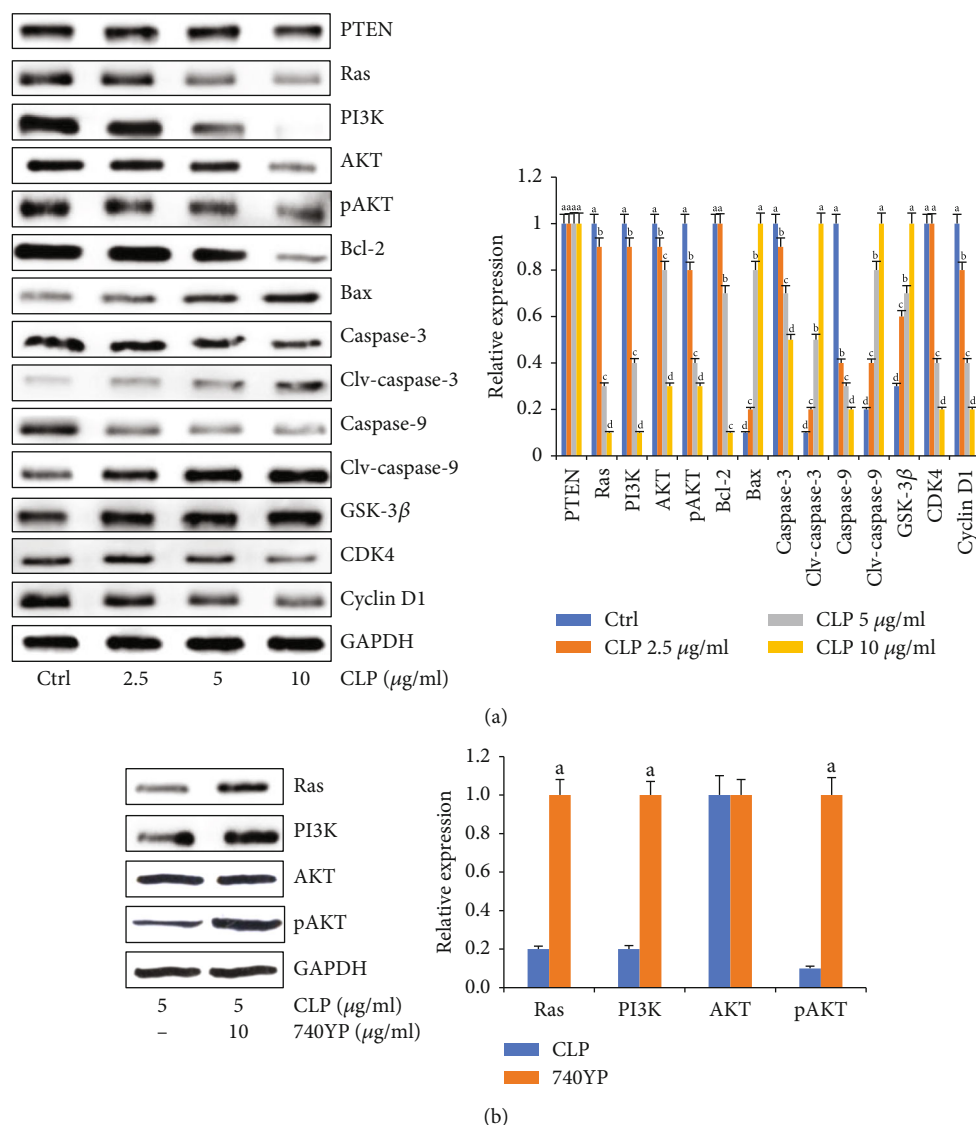 PTEN
Ras
PI3K
AKT
pAKT
Bcl-2
Bax
Caspase-3
Clv-caspase-3
Caspase-9
Clv-caspase-9
GSK-3β
CDK4
Cyclin D1
GAPDH
Ctrl 2.5 5 10 CLP (μg/ml)
Relative expression
1.2
1
0.8
0.6
0.4
0.2
0
a a a a a b c d a b c d a b c d a b c d a a b c d c b a a b c d d c b a a b c d d c b a d c b a a a c d a b c d
PTEN
Ras
PI3K
AKT
pAKT
Bcl-2
Bax
Caspase-3
Clv-caspase-3
Caspase-9
Clv-caspase-9
GSK-3β
CDK4
Cyclin D1
Ctrl
CLP 2.5 μg/ml
CLP 5 μg/ml
CLP 10 μg/ml
(a)
Ras
PI3K
AKT
pAKT
GAPDH
5 5 CLP (μg/ml)
– 10 740YP (μg/ml)
Relative expression
1.2
1.0
0.8
0.6
0.4
0.2
0.0
a a a
Ras PI3K AKT pAKT
CLP
740YP
(b)